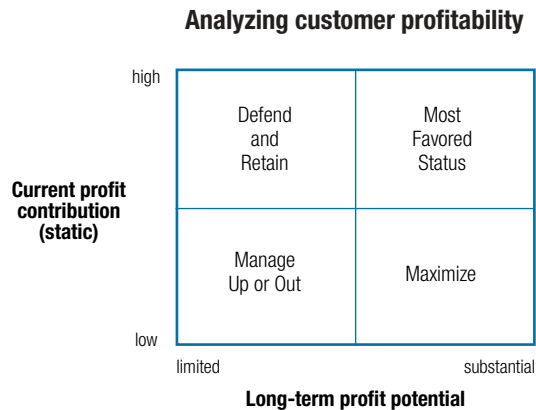 Analyzing customer profitability
high
Defend
and
Retain
Most
Favored
Status
Current profit
contribution
(static)
Manage
Up or Out
Maximize
low
limited
substantial
Long-term profit potential